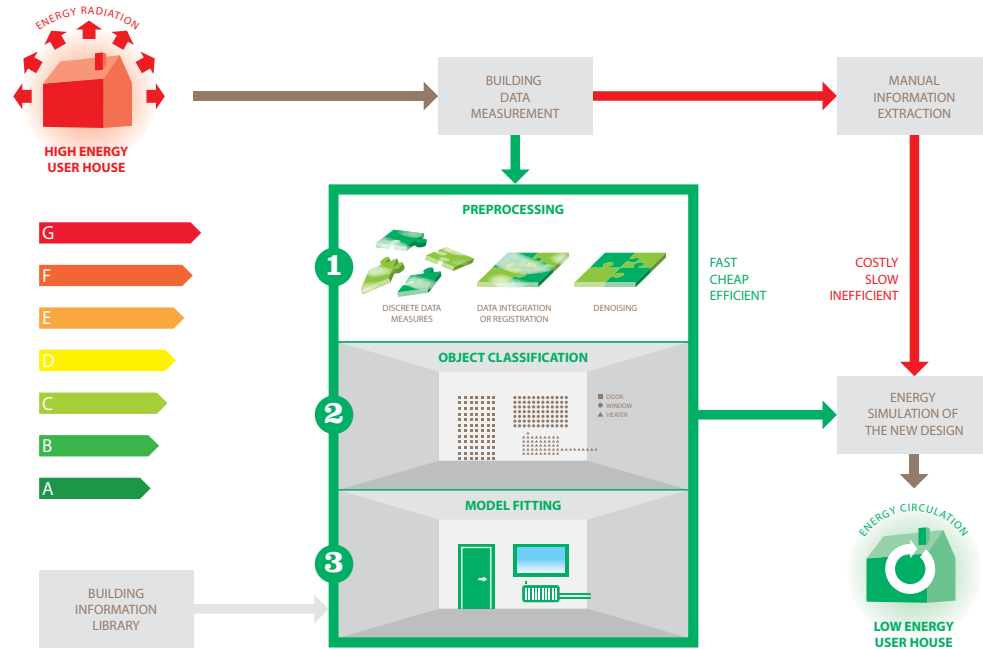 ENERGY RADIATION
HIGH ENERGY
USER HOUSE
BUILDING
DATA
MEASUREMENT
MANUAL
INFORMATION
EXTRACTION
G
F
E
D
C
B
A
PREPROCESSING
1
DISCRETE DATA
MEASURES
DATA INTEGRATION
OR REGISTRATION
DENOISING
FAST
CHEAP
EFFICIENT
COSTLY
SLOW
INEFFICIENT
OBJECT CLASSIFICATION
2
DOOR
WINDOW
HEATER
ENERGY
SIMULATION OF
THE NEW DESIGN
MODEL FITTING
3
BUILDING
INFORMATION
LIBRARY
ENERGY CIRCULATION
LOW ENERGY
USER HOUSE